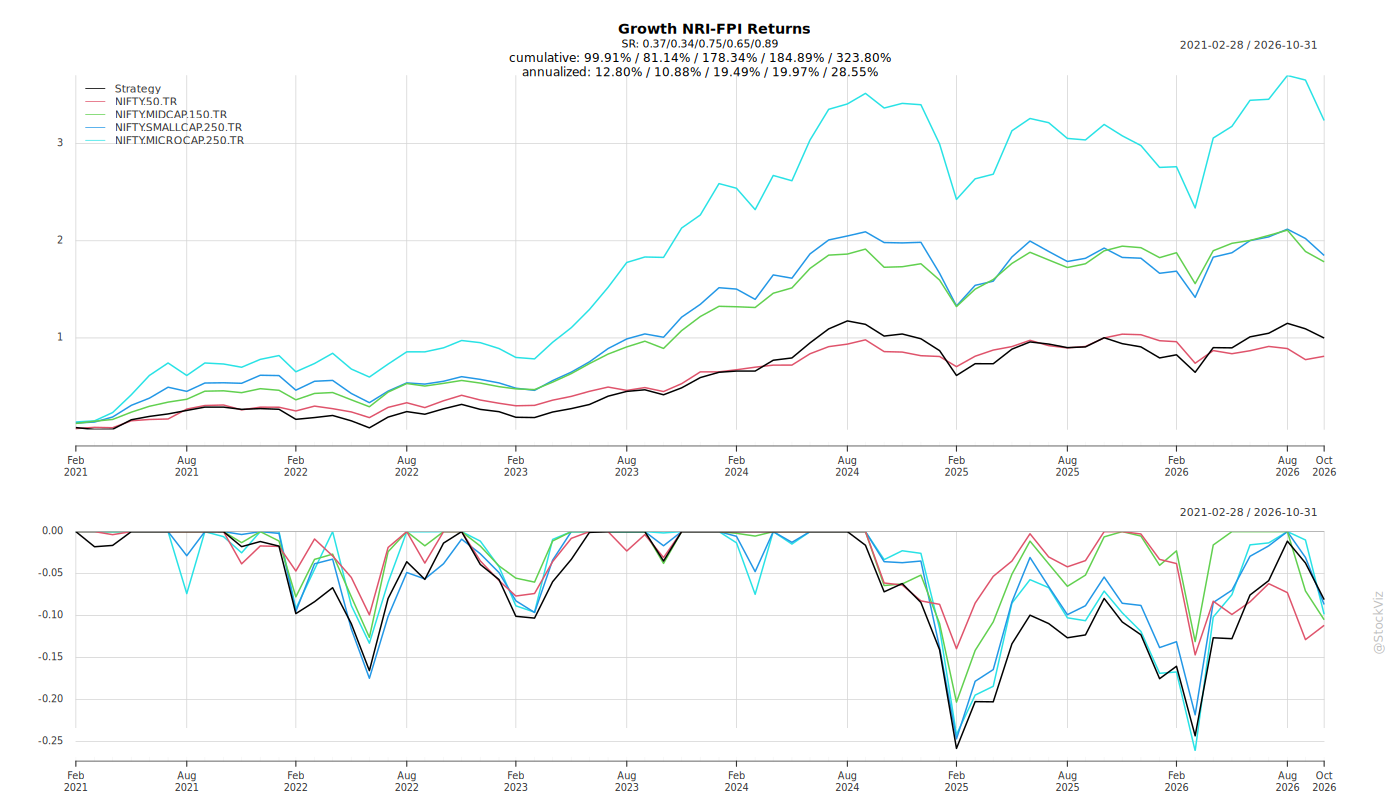 Growth NRI-FPI Returns
SR: 0.37/0.34/0.75/0.65/0.89
cumulative: 99.91% / 81.14% / 178.34% / 184.89% / 323.80%
annualized: 12.80% / 10.88% / 19.49% / 19.97% / 28.55%
2021-02-28 / 2026-10-31
Strategy
NIFTY.50.TR
NIFTY.MIDCAP.150.TR
NIFTY.SMALLCAP.250.TR
NIFTY.MICROCAP.250.TR
3
2
1
Feb 2021
Aug 2021
Feb 2022
Aug 2022
Feb 2023
Aug 2023
Feb 2024
Aug 2024
Feb 2025
Aug 2025
Feb 2026
Aug 2026
Oct 2026
2021-02-28 / 2026-10-31
0.00
-0.05
-0.10
-0.15
-0.20
-0.25
Feb 2021
Aug 2021
Feb 2022
Aug 2022
Feb 2023
Aug 2023
Feb 2024
Aug 2024
Feb 2025
Aug 2025
Feb 2026
Aug 2026
Oct 2026
@StockViz